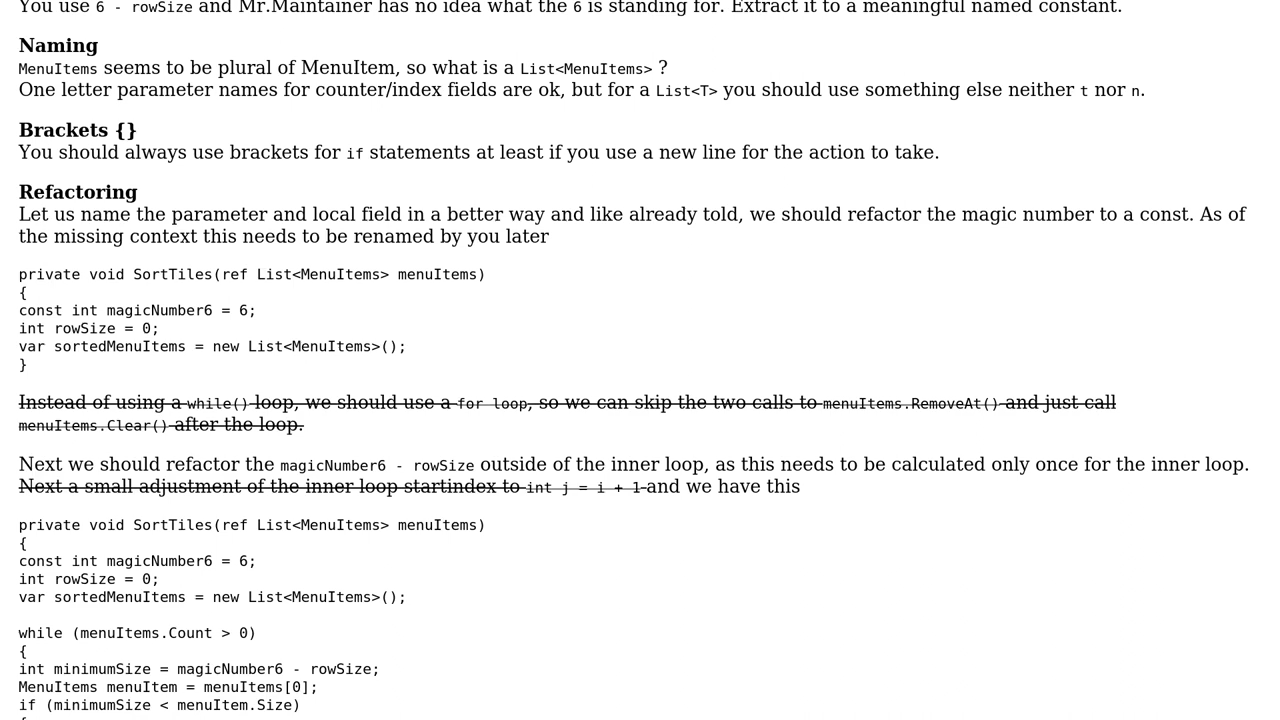 You use 6 - rowSize and Mr.Maintainer has no idea what the 6 is standing for. Extract it to a meaningful named constant.
Naming
MenuItems seems to be plural of MenuItem, so what is a List<MenuItems> ?
One letter parameter names for counter/index fields are ok, but for a List<T> you should use something else neither t nor n.
Brackets {}
You should always use brackets for if statements at least if you use a new line for the action to take.
Refactoring
Let us name the parameter and local field in a better way and like already told, we should refactor the magic number to a const. As of
the missing context this needs to be renamed by you later
private void SortTiles(ref List<MenuItems> menuItems)
{
const int magicNumber6 = 6;
int rowSize = 0;
var sortedMenuItems = new List<MenuItems>();
}
Instead of using a while() loop, we should use a for loop, so we can skip the two calls to menuItems.RemoveAt() and just call
menuItems.Clear() after the loop.
Next we should refactor the magicNumber6 - rowSize outside of the inner loop, as this needs to be calculated only once for the inner loop.
Next a small adjustment of the inner loop startindex to int j = i + 1 and we have this
private void SortTiles(ref List<MenuItems> menuItems)
{
const int magicNumber6 = 6;
int rowSize = 0;
var sortedMenuItems = new List<MenuItems>();
while (menuItems.Count > 0)
{
int minimumSize = magicNumber6 - rowSize;
MenuItems menuItem = menuItems[0];
if (minimumSize < menuItem.Size)
{